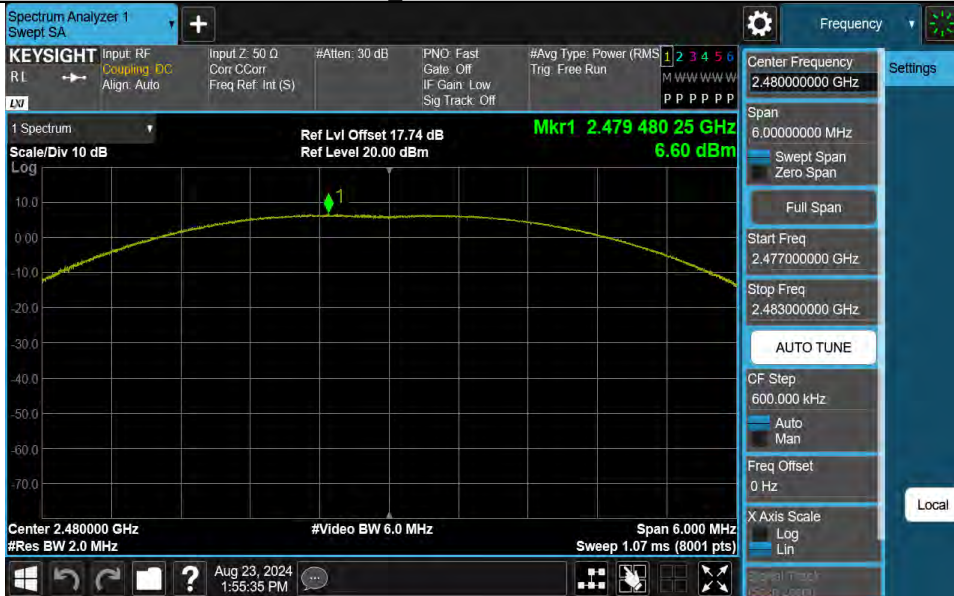 Spectrum Analyzer 1
Swept SA
+
Frequency
KEYSIGHT
RL
LXI
Input: RF
Coupling: DC
Align: Auto
Input Z: 50 Ω
Corr CCorr
Freq Ref: Int (S)
#Atten: 30 dB
PNO: Fast
Gate: Off
IF Gain: Low
Sig Track: Off
#Avg Type: Power (RMS
Trig: Free Run
1 2 3 4 5 6
M W W W W W
P P P P P P
1 Spectrum
Scale/Div 10 dB
Ref Lvl Offset 17.74 dB
Ref Level 20.00 dBm
Mkr1 2.479 480 25 GHz
6.60 dBm
Log
1
10.0
0.00
-10.0
-20.0
-30.0
-40.0
-50.0
-60.0
-70.0
Center 2.480000 GHz
#Video BW 6.0 MHz
Span 6.000 MHz
#Res BW 2.0 MHz
Sweep 1.07 ms (8001 pts)
?
Aug 23, 2024
1:55:35 PM
Center Frequency
2.480000000 GHz
Span
6.00000000 MHz
Swept Span
Zero Span
Full Span
Start Freq
2.477000000 GHz
Stop Freq
2.483000000 GHz
AUTO TUNE
CF Step
600.000 kHz
Auto
Man
Freq Offset
0 Hz
X Axis Scale
Log
Lin
Signal Track
(Span Zoom)
Settings
Local